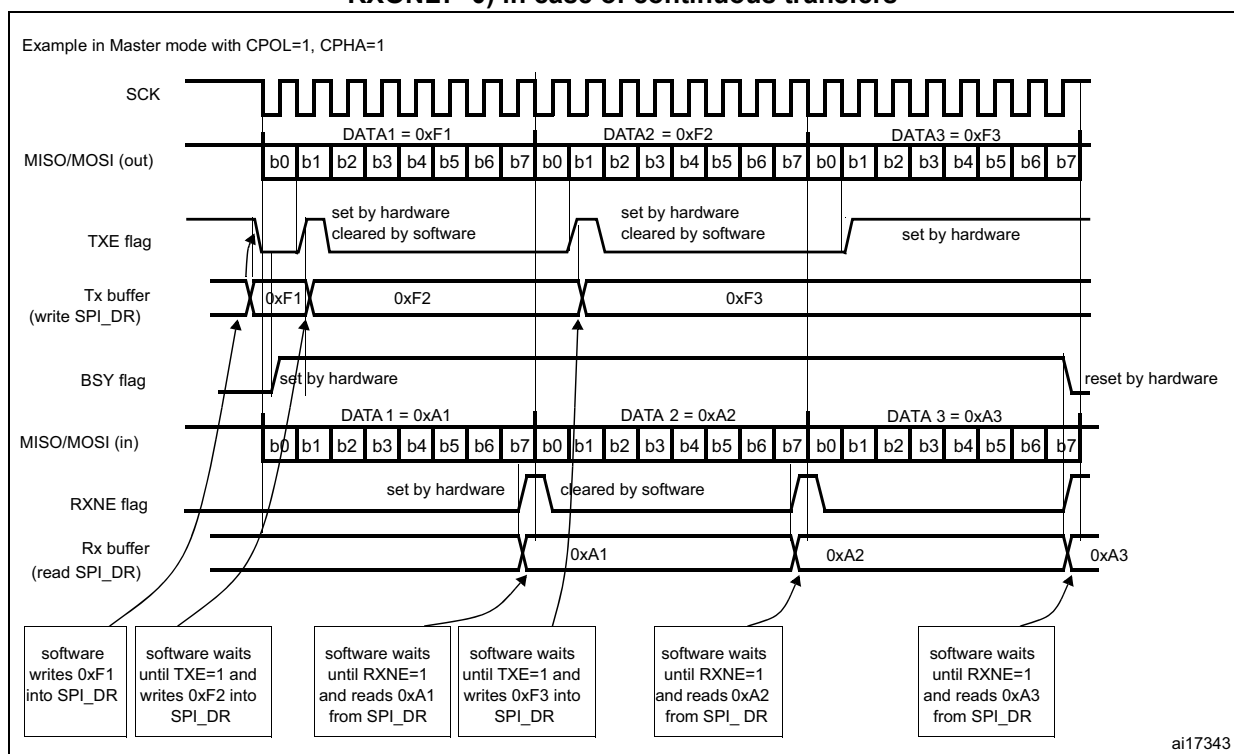 in case of continuous transfers
Example in Master mode with CPOL=1, CPHA=1
SCK
DATA1 = 0xF1
DATA2 = 0xF2
DATA3 = 0xF3
MISO/MOSI (out)
b0 b1 b2 b3 b4 b5 b6 b7 b0 b1 b2 b3 b4 b5 b6 b7 b0 b1 b2 b3 b4 b5 b6 b7
TXE flag
set by hardware
cleared by software
set by hardware
cleared by software
set by hardware
Tx buffer
(write SPI_DR)
0xF1
0xF2
0xF3
BSY flag
set by hardware
reset by hardware
DATA 1 = 0xA1
DATA 2 = 0xA2
DATA 3 = 0xA3
MISO/MOSI (in)
b0 b1 b2 b3 b4 b5 b6 b7 b0 b1 b2 b3 b4 b5 b6 b7 b0 b1 b2 b3 b4 b5 b6 b7
RXNE flag
set by hardware
cleared by software
Rx buffer
(read SPI_DR)
0xA1
0xA2
0xA3
software
writes 0xF1
into SPI_DR
software waits
until TXE=1 and
writes 0xF2 into
SPI_DR
software waits
until RXNE=1
and reads 0xA1
from SPI_DR
software waits
until TXE=1 and
writes 0xF3 into
SPI_DR
software waits
until RXNE=1
and reads 0xA2
from SPI_ DR
software waits
until RXNE=1
and reads 0xA3
from SPI_DR
ai17343